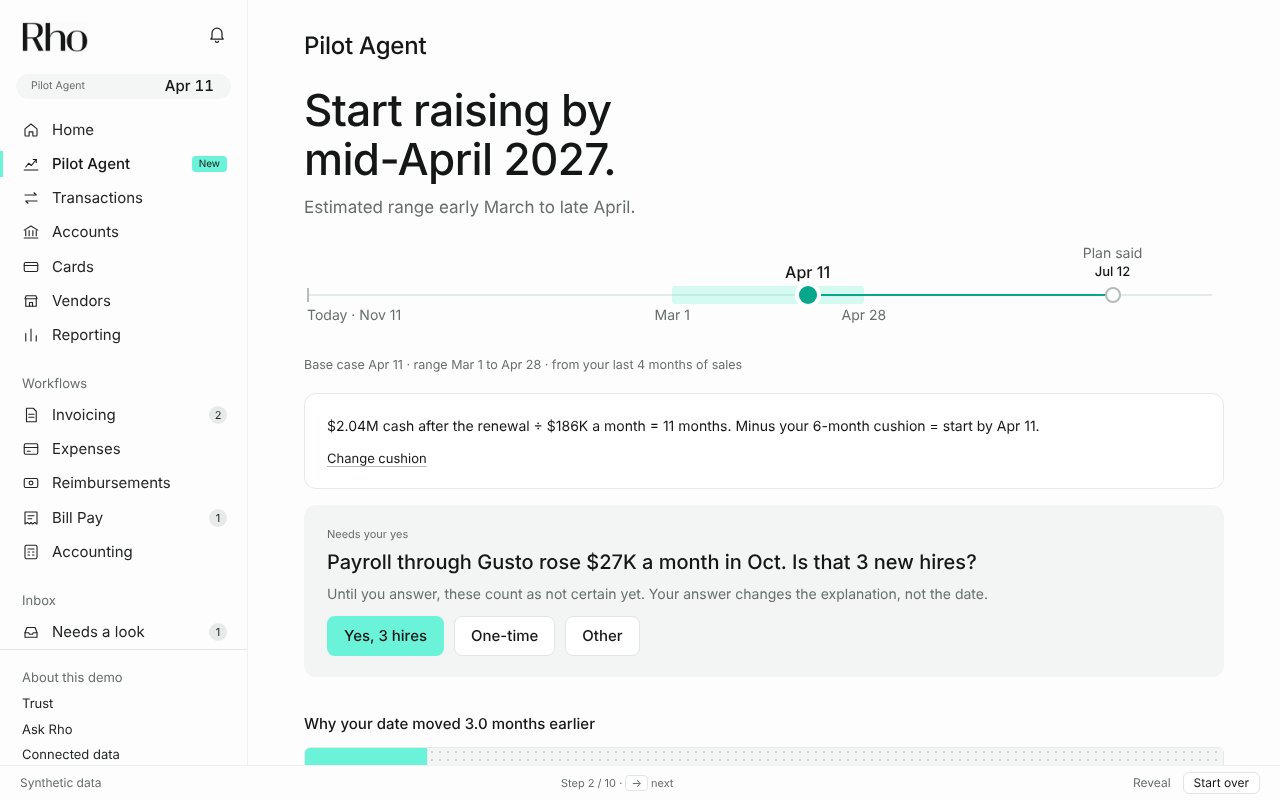 Rho
Pilot Agent Apr 11
Home
Pilot Agent New
Transactions
Accounts
Cards
Vendors
Reporting
Workflows
Invoicing 2
Expenses
Reimbursements
Bill Pay 1
Accounting
Inbox
Needs a look 1
About this demo
Trust
Ask Rho
Connected data
Pilot Agent
Start raising by
mid-April 2027.
Estimated range early March to late April.
Plan said
Apr 11 Jul 12
Today · Nov 11 Mar 1 Apr 28
Base case Apr 11 · range Mar 1 to Apr 28 · from your last 4 months of sales
$2.04M cash after the renewal ÷ $186K a month = 11 months. Minus your 6-month cushion = start by Apr 11.
Change cushion
Needs your yes
Payroll through Gusto rose $27K a month in Oct. Is that 3 new hires?
Until you answer, these count as not certain yet. Your answer changes the explanation, not the date.
Yes, 3 hires One-time Other
Why your date moved 3.0 months earlier
Synthetic data Step 2 / 10 · → next Reveal Start over